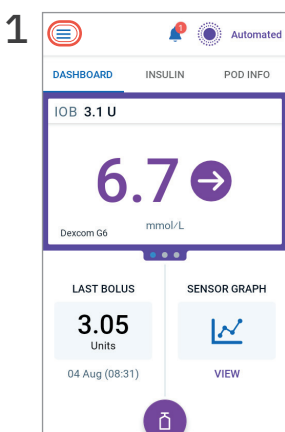 1
1 Automated
DASHBOARD INSULIN POD INFO
IOB 3.1 U
6.7
mmol/L
Dexcom G6
LAST BOLUS SENSOR GRAPH
3.05
Units
04 Aug (08:31) VIEW